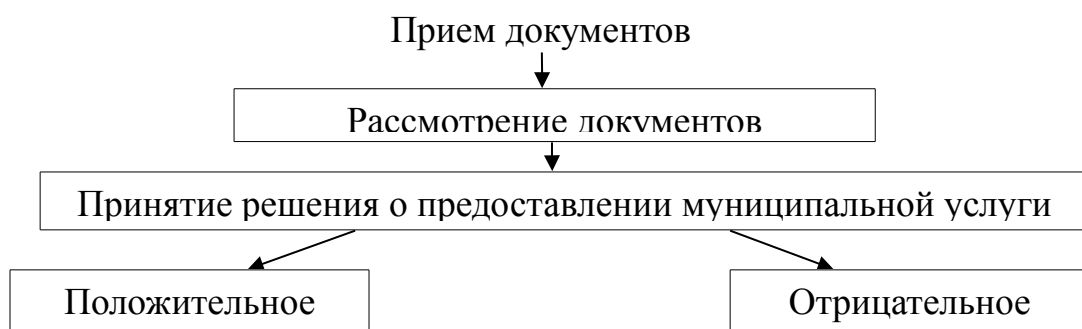 Прием документов
Рассмотрение документов
Принятие решения о предоставлении муниципальной услуги
Положительное
Отрицательное